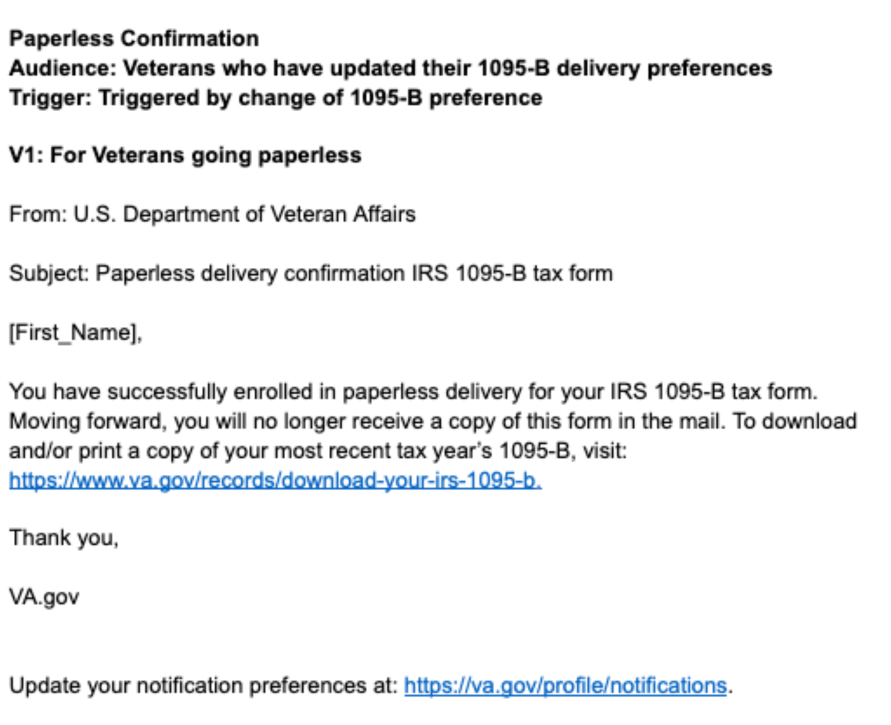 Paperless Confirmation
Audience: Veterans who have updated their 1095-B delivery preferences
Trigger: Triggered by change of 1095-B preference
V1: For Veterans going paperless
From: U.S. Department of Veteran Affairs
Subject: Paperless delivery confirmation IRS 1095-B tax form
[First_Name],
You have successfully enrolled in paperless delivery for your IRS 1095-B tax form.
Moving forward, you will no longer receive a copy of this form in the mail. To download
and/or print a copy of your most recent tax year’s 1095-B, visit:
https://www.va.gov/records/download-your-irs-1095-b.
Thank you,
VA.gov
Update your notification preferences at: https://va.gov/profile/notifications.